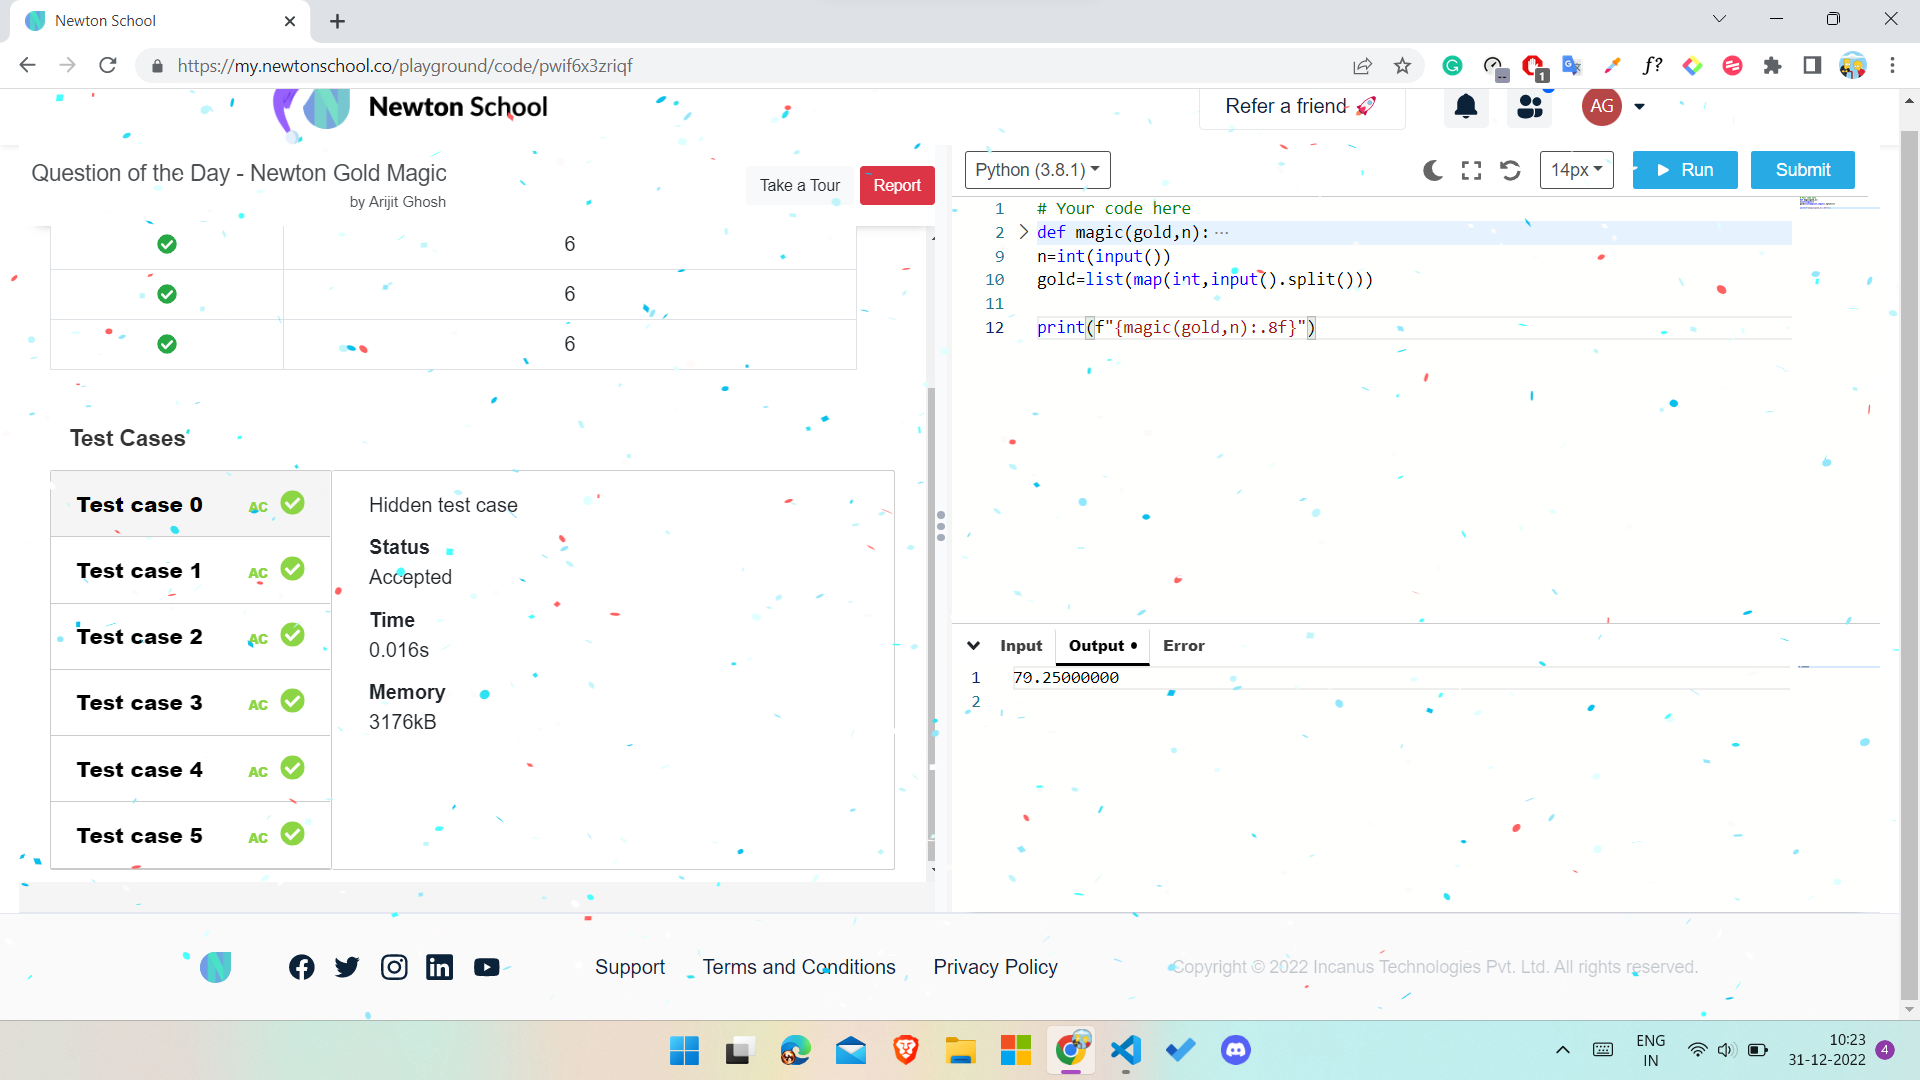 Newton School
https://my.newtonschool.co/playground/code/pwif6x3zriqf
1
f?
Newton School
Refer a friend 🚀
AG
Question of the Day - Newton Gold Magic
by Arijit Ghosh
Take a Tour
Report
6
6
6
Test Cases
Test case 0 AC
Test case 1 AC
Test case 2 AC
Test case 3 AC
Test case 4 AC
Test case 5 AC
Hidden test case
Status
Accepted
Time
0.016s
Memory
3176kB
Python (3.8.1)
14px
Run
Submit
1 # Your code here
2 def magic(gold,n): ···
9 n=int(input())
10 gold=list(map(int,input().split()))
11
12 print(f"{magic(gold,n):.8f}")
Input
Output •
Error
1 79.25000000
2
Support
Terms and Conditions
Privacy Policy
Copyright © 2022 Incanus Technologies Pvt. Ltd. All rights reserved.
ENG
IN
10:23
31-12-2022
4